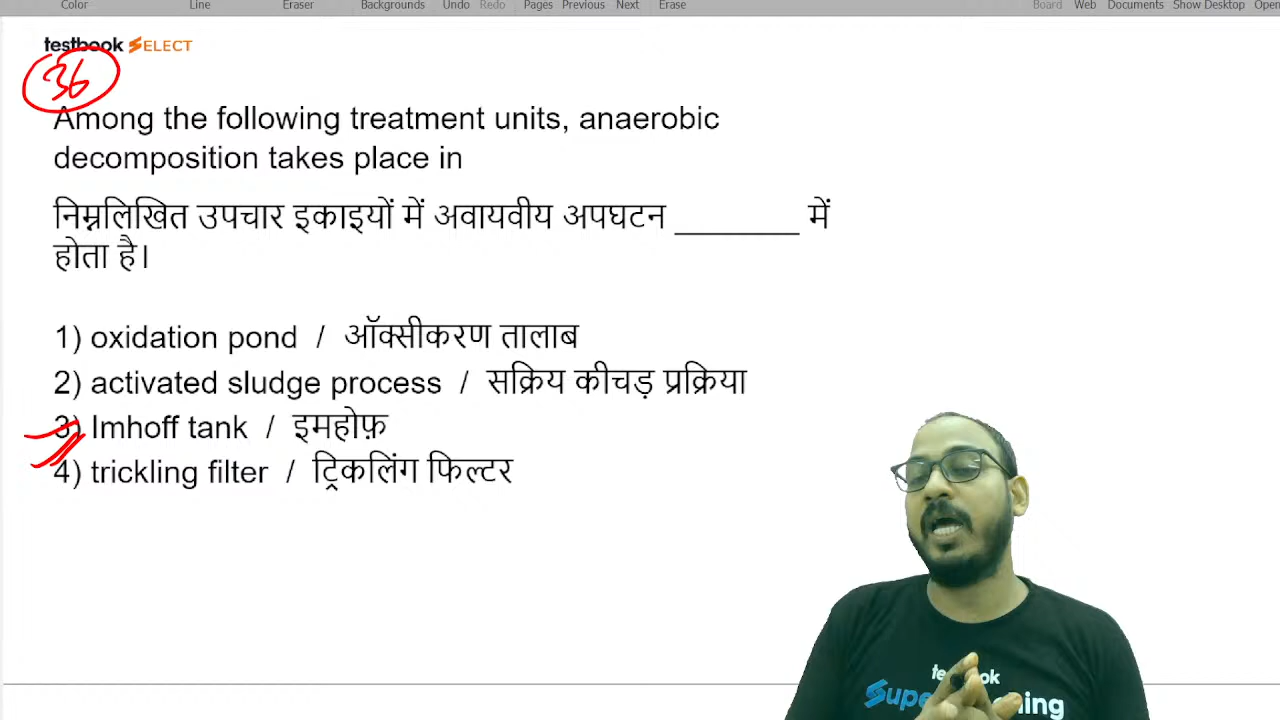 Color Line Eraser Backgrounds Undo Redo Pages Previous Next Erase Board Web Documents Show Desktop Open
testbook SELECT
36
Among the following treatment units, anaerobic
decomposition takes place in
निम्नलिखित उपचार इकाइयों में अवायवीय अपघटन ________ में
होता है।
1) oxidation pond / ऑक्सीकरण तालाब
2) activated sludge process / सक्रिय कीचड़ प्रक्रिया
3) Imhoff tank / इमहोफ़
4) trickling filter / ट्रिकलिंग फिल्टर